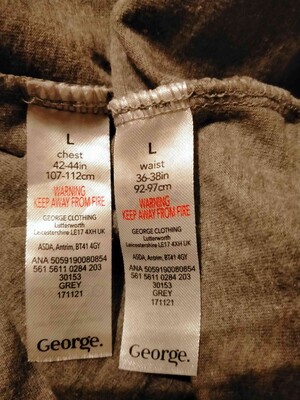 L
chest
42-44in
107-112cm
WARNING
KEEP AWAY FROM FIRE
GEORGE CLOTHING
Lutterworth
Leicestershire LE17 4XH UK
ASDA, Antrim, BT41 4GY
ANA 5059190080854
561 5611 0284 203
30153
GREY
171121
George.
L
waist
36-38in
92-97cm
WARNING
KEEP AWAY FROM FIRE
GEORGE CLOTHING
Lutterworth
Leicestershire LE17 4XH UK
ASDA, Antrim, BT41 4GY
ANA 5059190080854
561 5611 0284 203
30153
GREY
171121
George.